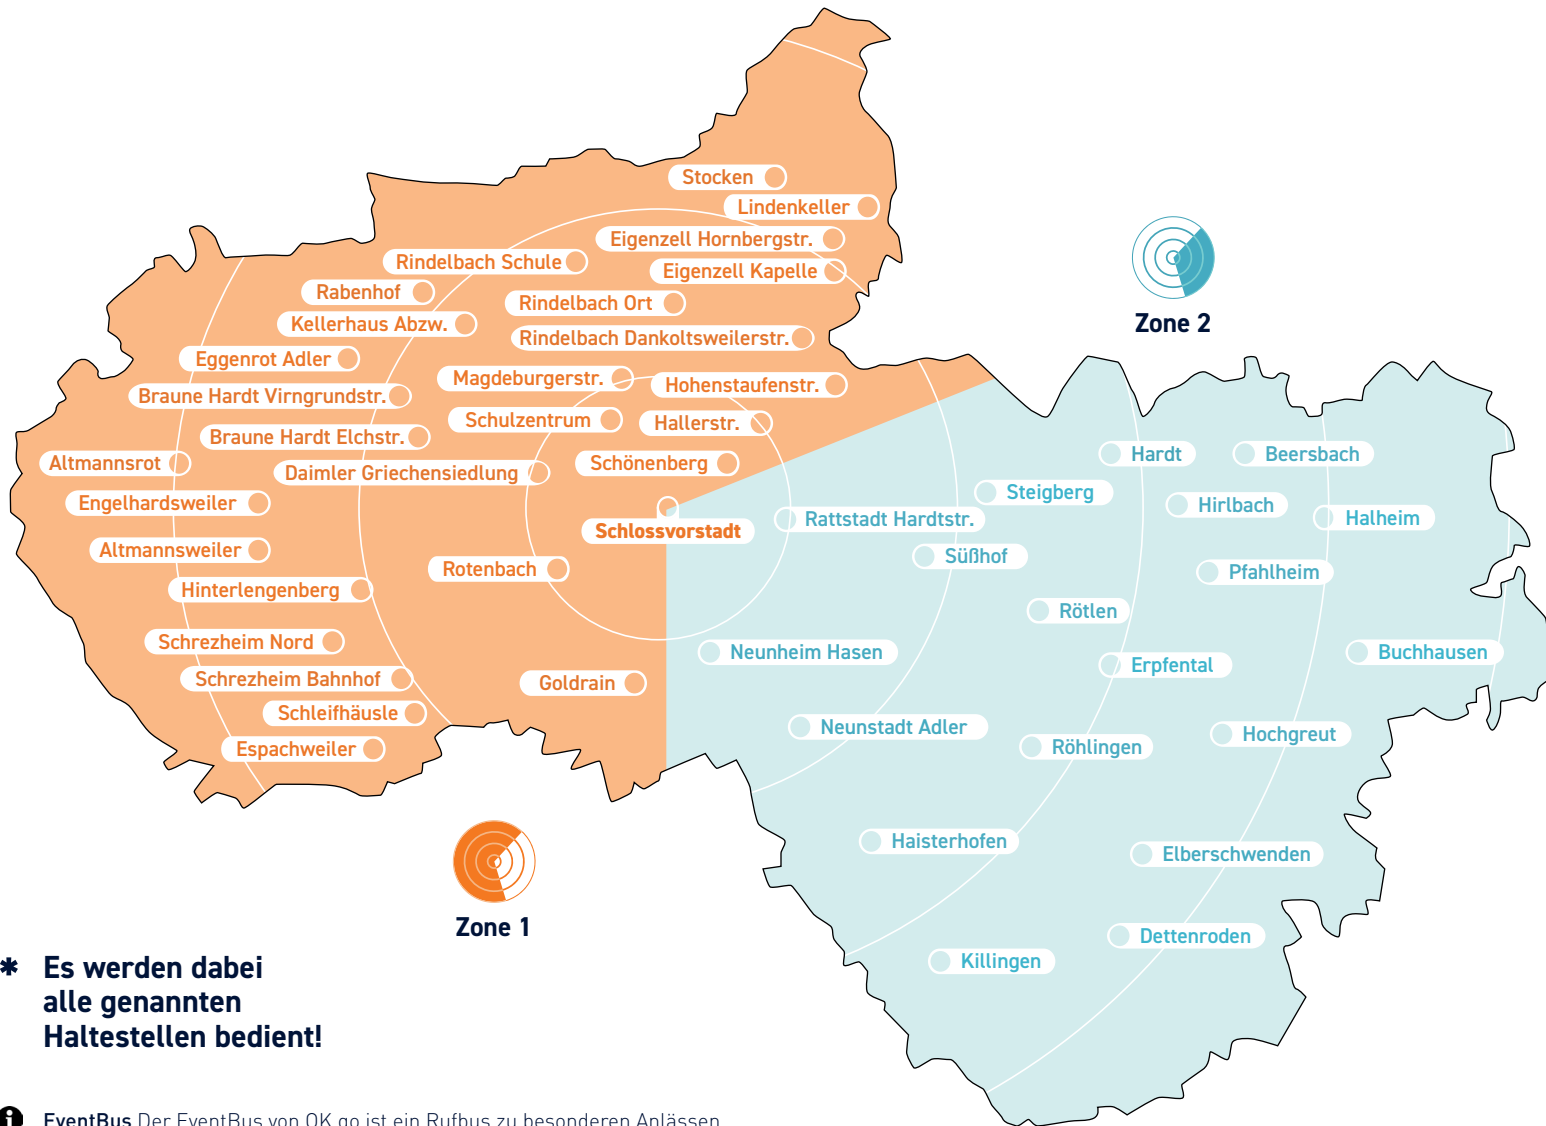 Stocken
Lindenkeller
Eigenzell Hornbergstr.
Rindelbach Schule
Eigenzell Kapelle
Rabenhof
Rindelbach Ort
Kellerhaus Abzw.
Rindelbach Dankoltsweilerstr.
Eggenrot Adler
Magdeburgerstr.
Hohenstaufenstr.
Braune Hardt Virngrundstr.
Schulzentrum
Hallerstr.
Braune Hardt Elchstr.
Altmannsrot
Daimler Griechensiedlung
Schönenberg
Engelhardsweiler
Schlossvorstadt
Altmannsweiler
Rotenbach
Hinterlengenberg
Schrezheim Nord
Schrezheim Bahnhof
Goldrain
Schleifhäusle
Espachweiler
Zone 1
Zone 2
Hardt
Beersbach
Steigberg
Hirlbach
Rattstadt Hardtstr.
Halheim
Süßhof
Pfahlheim
Rötlen
Neunheim Hasen
Erpfental
Buchhausen
Neunstadt Adler
Röhlingen
Hochgreut
Haisterhofen
Elberschwenden
Dettenroden
Killingen
* Es werden dabei
alle genannten
Haltestellen bedient!
EventBus Der EventBus von OK.go ist ein Rufbus zu besonderen Anlässen